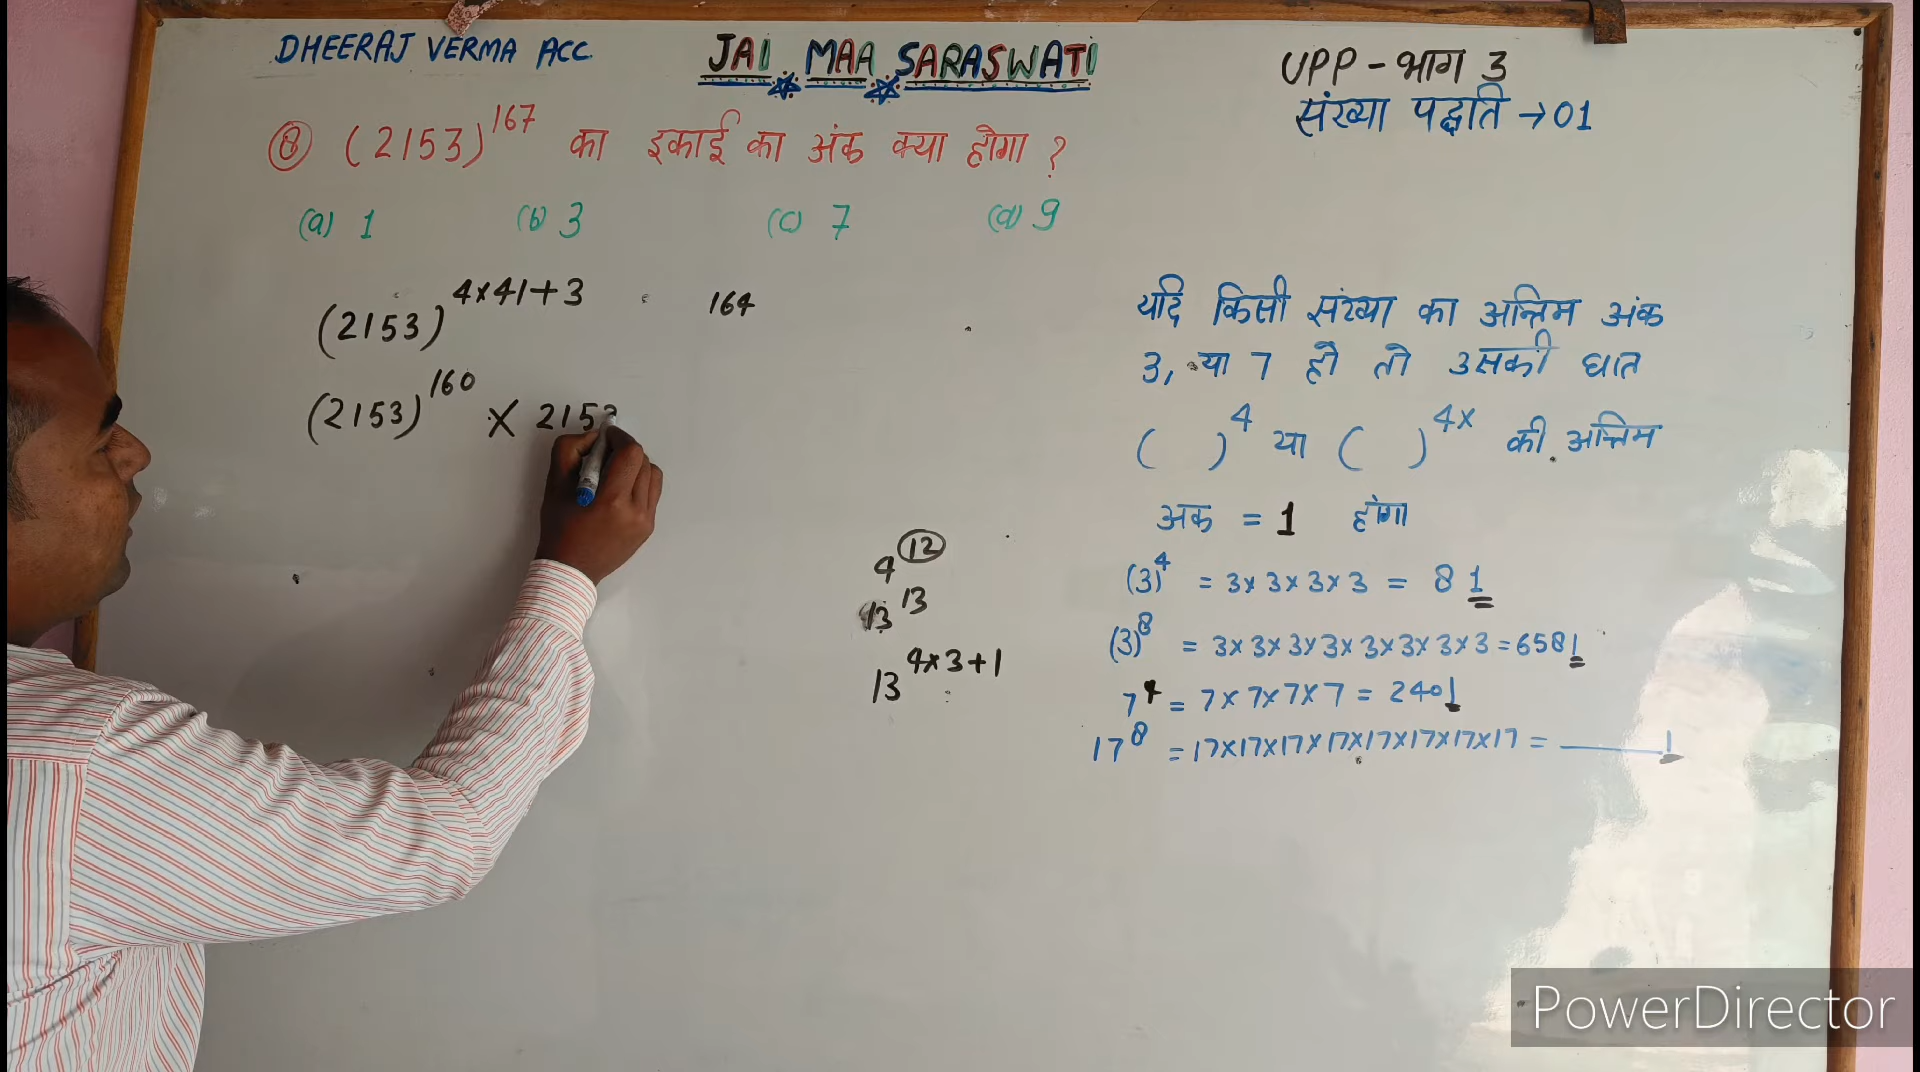 DHEERAJ VERMA ACC.
JAI MAA SARASWATI
UPP - भाग 3
संख्या पद्धति → 01
⑧ (2153)^167 का इकाई का अंक क्या होगा ?
(a) 1 (b) 3 (c) 7 (d) 9
(2153)^4×41+3 164
(2153)^160 × 2153
4^12
13^13
13^4×3+1
यदि किसी संख्या का अन्तिम अंक
3, या 7 हो तो उसकी घात
( )^4 या ( )^4x की अन्तिम
अक = 1 होगा
(3)^4 = 3×3×3×3 = 81
(3)^8 = 3×3×3×3×3×3×3×3 = 6581
7^4 = 7×7×7×7 = 2401
17^8 = 17×17×17×17×17×17×17×17 = ———1
PowerDirector